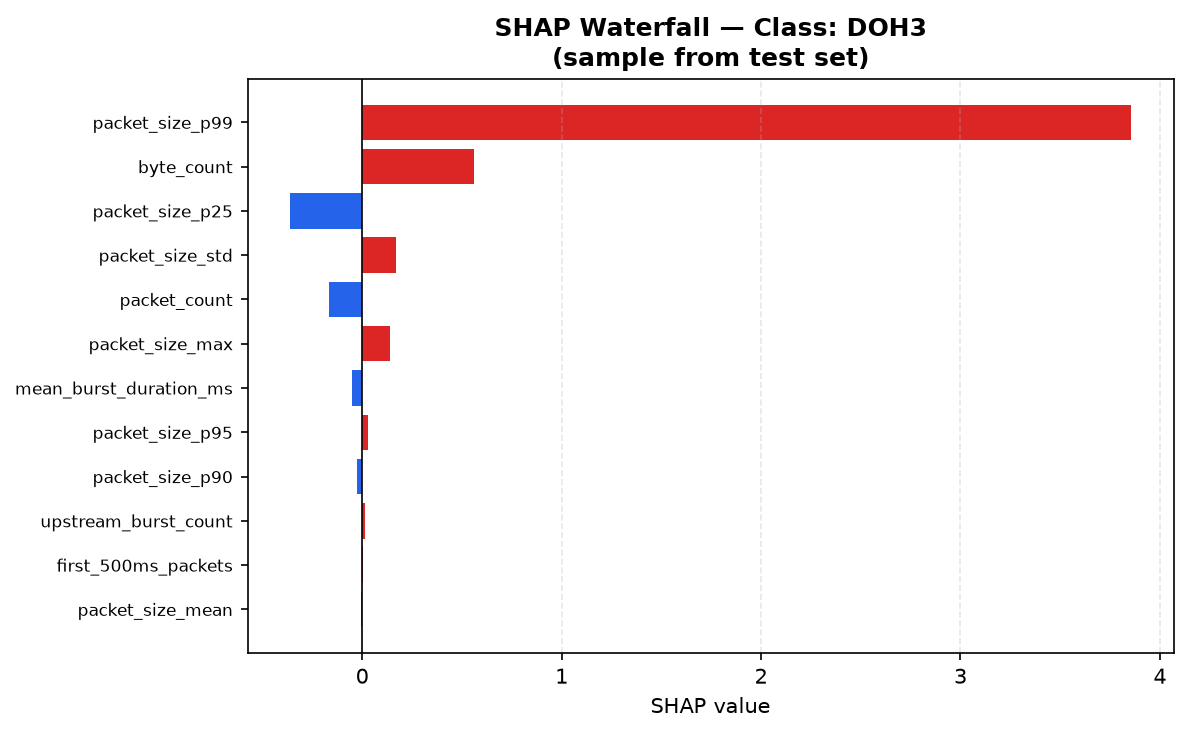 SHAP Waterfall — Class: DOH3
(sample from test set)
packet_size_p99
byte_count
packet_size_p25
packet_size_std
packet_count
packet_size_max
mean_burst_duration_ms
packet_size_p95
packet_size_p90
upstream_burst_count
first_500ms_packets
packet_size_mean
0 1 2 3 4
SHAP value